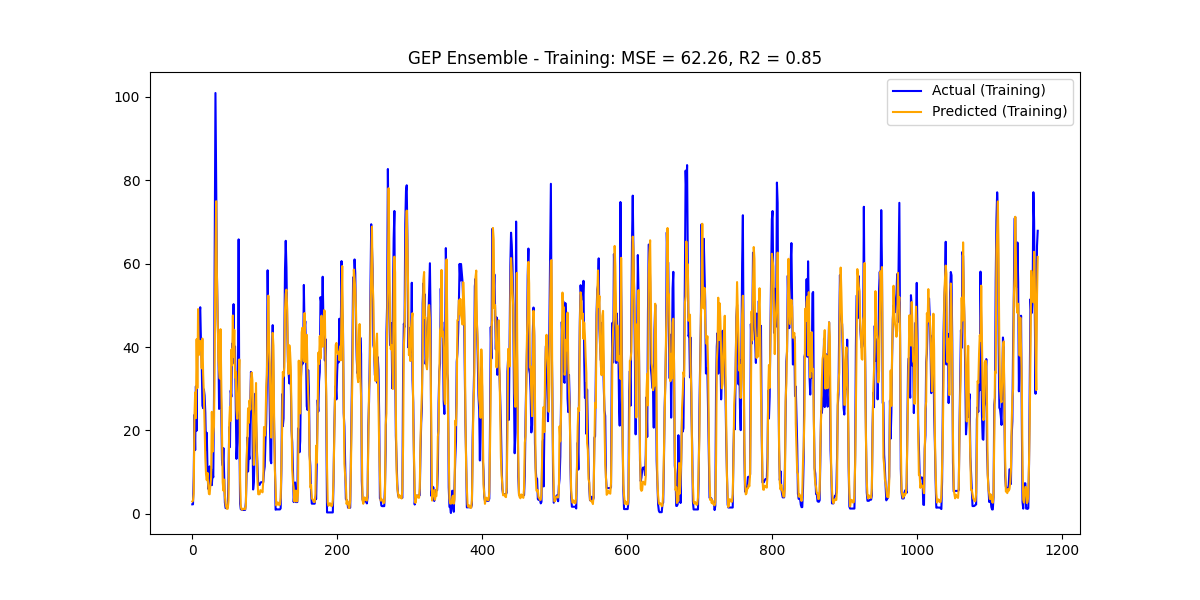 GEP Ensemble - Training: MSE = 62.26, R2 = 0.85
Actual (Training)
Predicted (Training)
100
80
60
40
20
0
0 200 400 600 800 1000 1200